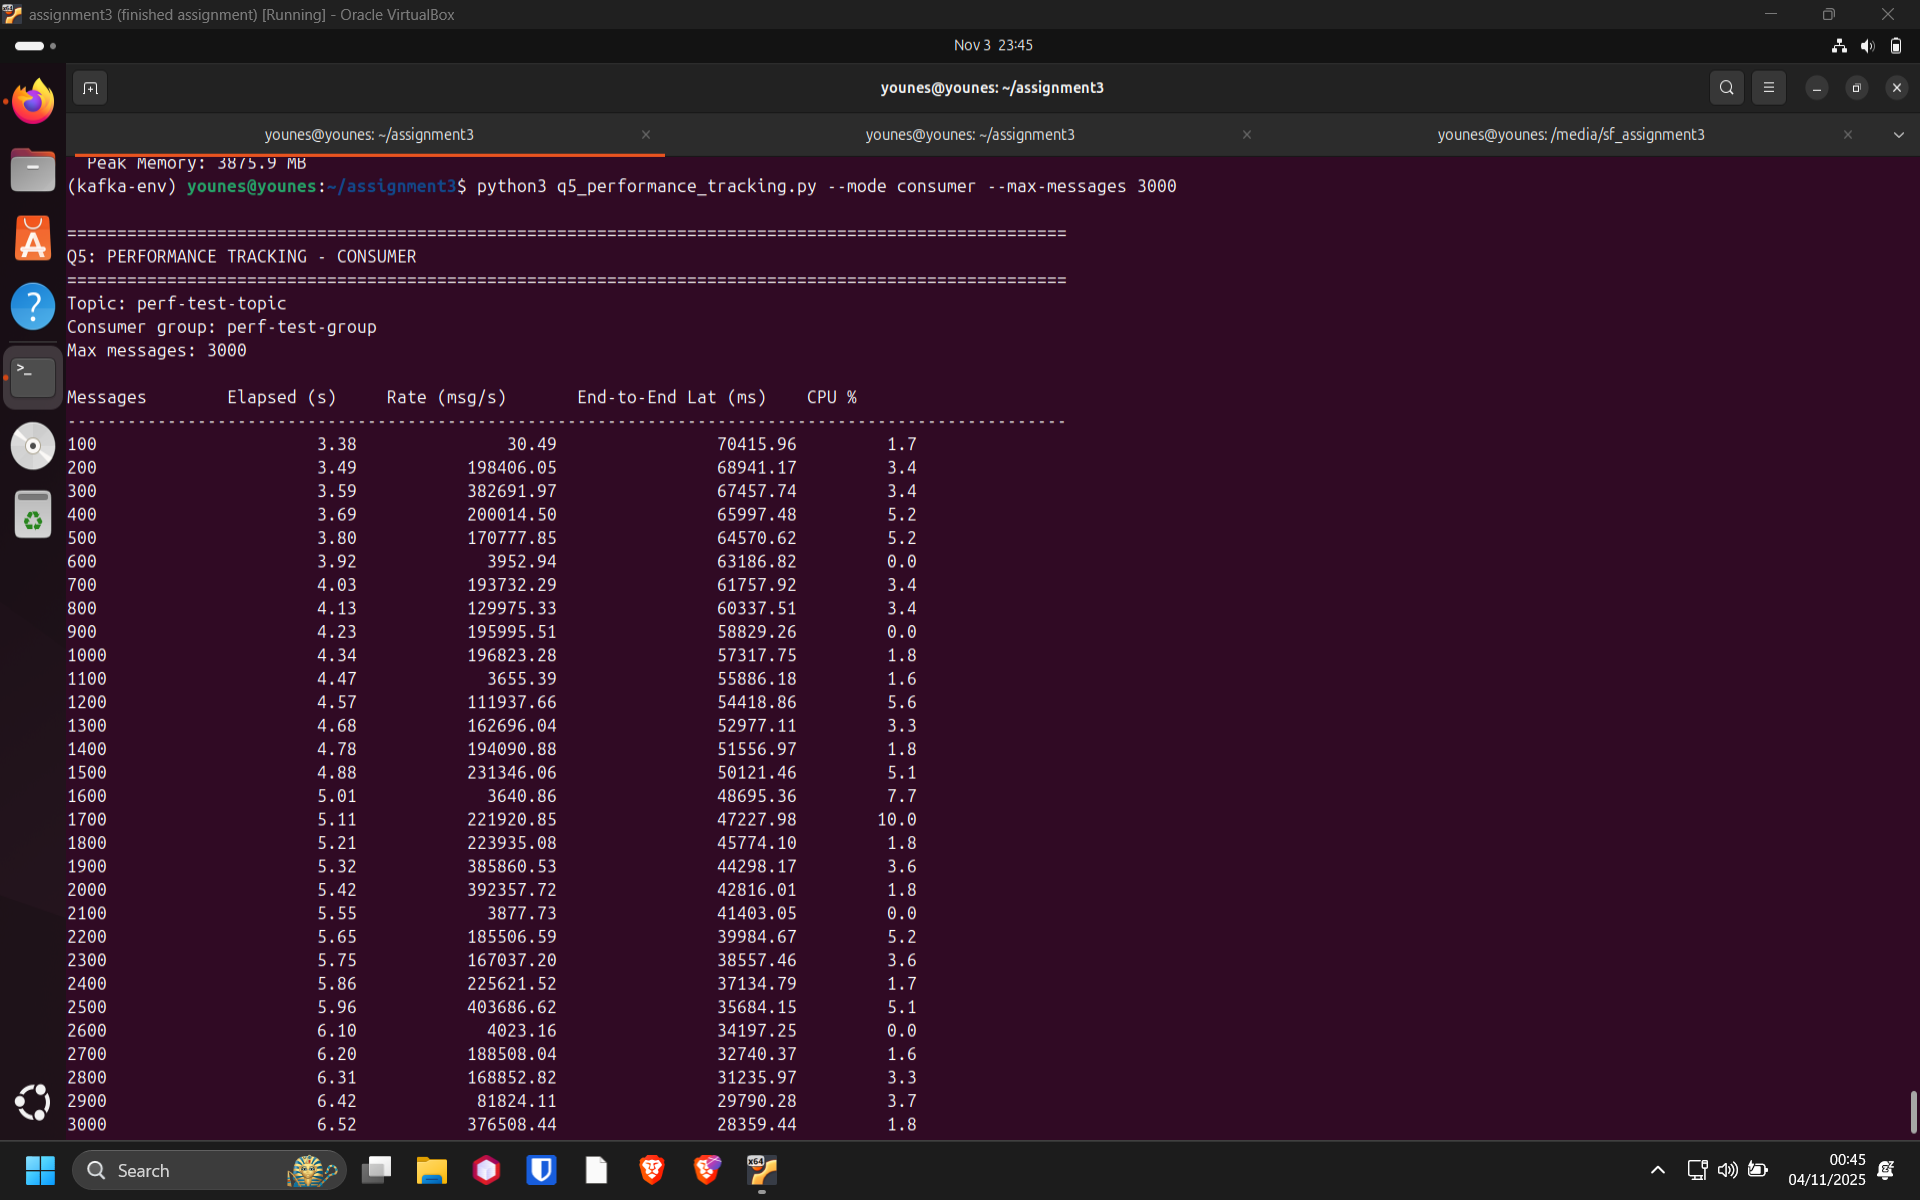 assignment3 (finished assignment) [Running] - Oracle VirtualBox
Nov 3 23:45
younes@younes: ~/assignment3
younes@younes: ~/assignment3
younes@younes: ~/assignment3
younes@younes: /media/sf_assignment3
Peak Memory: 3875.9 MB
(kafka-env) younes@younes:~/assignment3$ python3 q5_performance_tracking.py --mode consumer --max-messages 3000
====================================================================================================
Q5: PERFORMANCE TRACKING - CONSUMER
====================================================================================================
Topic: perf-test-topic
Consumer group: perf-test-group
Max messages: 3000
Messages Elapsed (s) Rate (msg/s) End-to-End Lat (ms) CPU %
----------------------------------------------------------------------------------------------------
100 3.38 30.49 70415.96 1.7
200 3.49 198406.05 68941.17 3.4
300 3.59 382691.97 67457.74 3.4
400 3.69 200014.50 65997.48 5.2
500 3.80 170777.85 64570.62 5.2
600 3.92 3952.94 63186.82 0.0
700 4.03 193732.29 61757.92 3.4
800 4.13 129975.33 60337.51 3.4
900 4.23 195995.51 58829.26 0.0
1000 4.34 196823.28 57317.75 1.8
1100 4.47 3655.39 55886.18 1.6
1200 4.57 111937.66 54418.86 5.6
1300 4.68 162696.04 52977.11 3.3
1400 4.78 194090.88 51556.97 1.8
1500 4.88 231346.06 50121.46 5.1
1600 5.01 3640.86 48695.36 7.7
1700 5.11 221920.85 47227.98 10.0
1800 5.21 223935.08 45774.10 1.8
1900 5.32 385860.53 44298.17 3.6
2000 5.42 392357.72 42816.01 1.8
2100 5.55 3877.73 41403.05 0.0
2200 5.65 185506.59 39984.67 5.2
2300 5.75 167037.20 38557.46 3.6
2400 5.86 225621.52 37134.79 1.7
2500 5.96 403686.62 35684.15 5.1
2600 6.10 4023.16 34197.25 0.0
2700 6.20 188508.04 32740.37 1.6
2800 6.31 168852.82 31235.97 3.3
2900 6.42 81824.11 29790.28 3.7
3000 6.52 376508.44 28359.44 1.8
Search
x64
00:45
04/11/2025